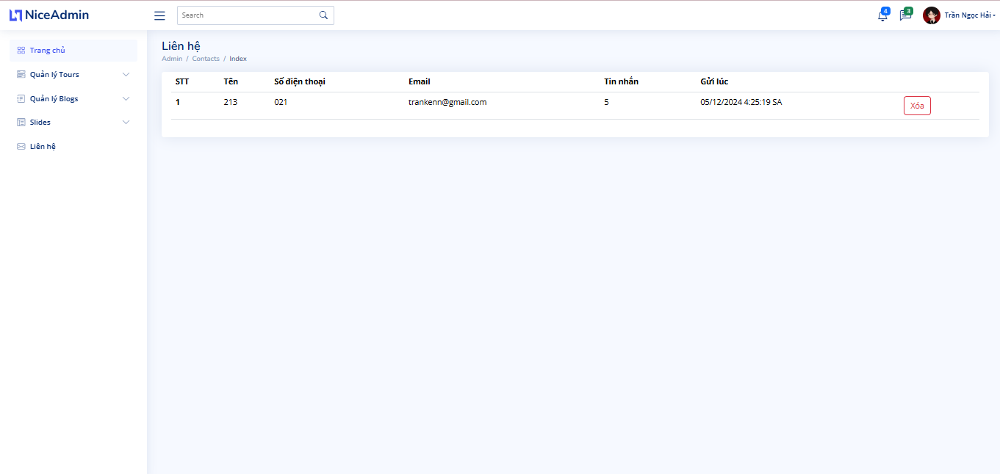 NiceAdmin
Search
4
3
Trần Ngọc Hải
Trang chủ
Quản lý Tours
Quản lý Blogs
Slides
Liên hệ
Liên hệ
Admin / Contacts / Index
STT Tên Số điện thoại Email Tin nhắn Gửi lúc
1 213 021 trankenn@gmail.com 5 05/12/2024 4:25:19 SA Xóa